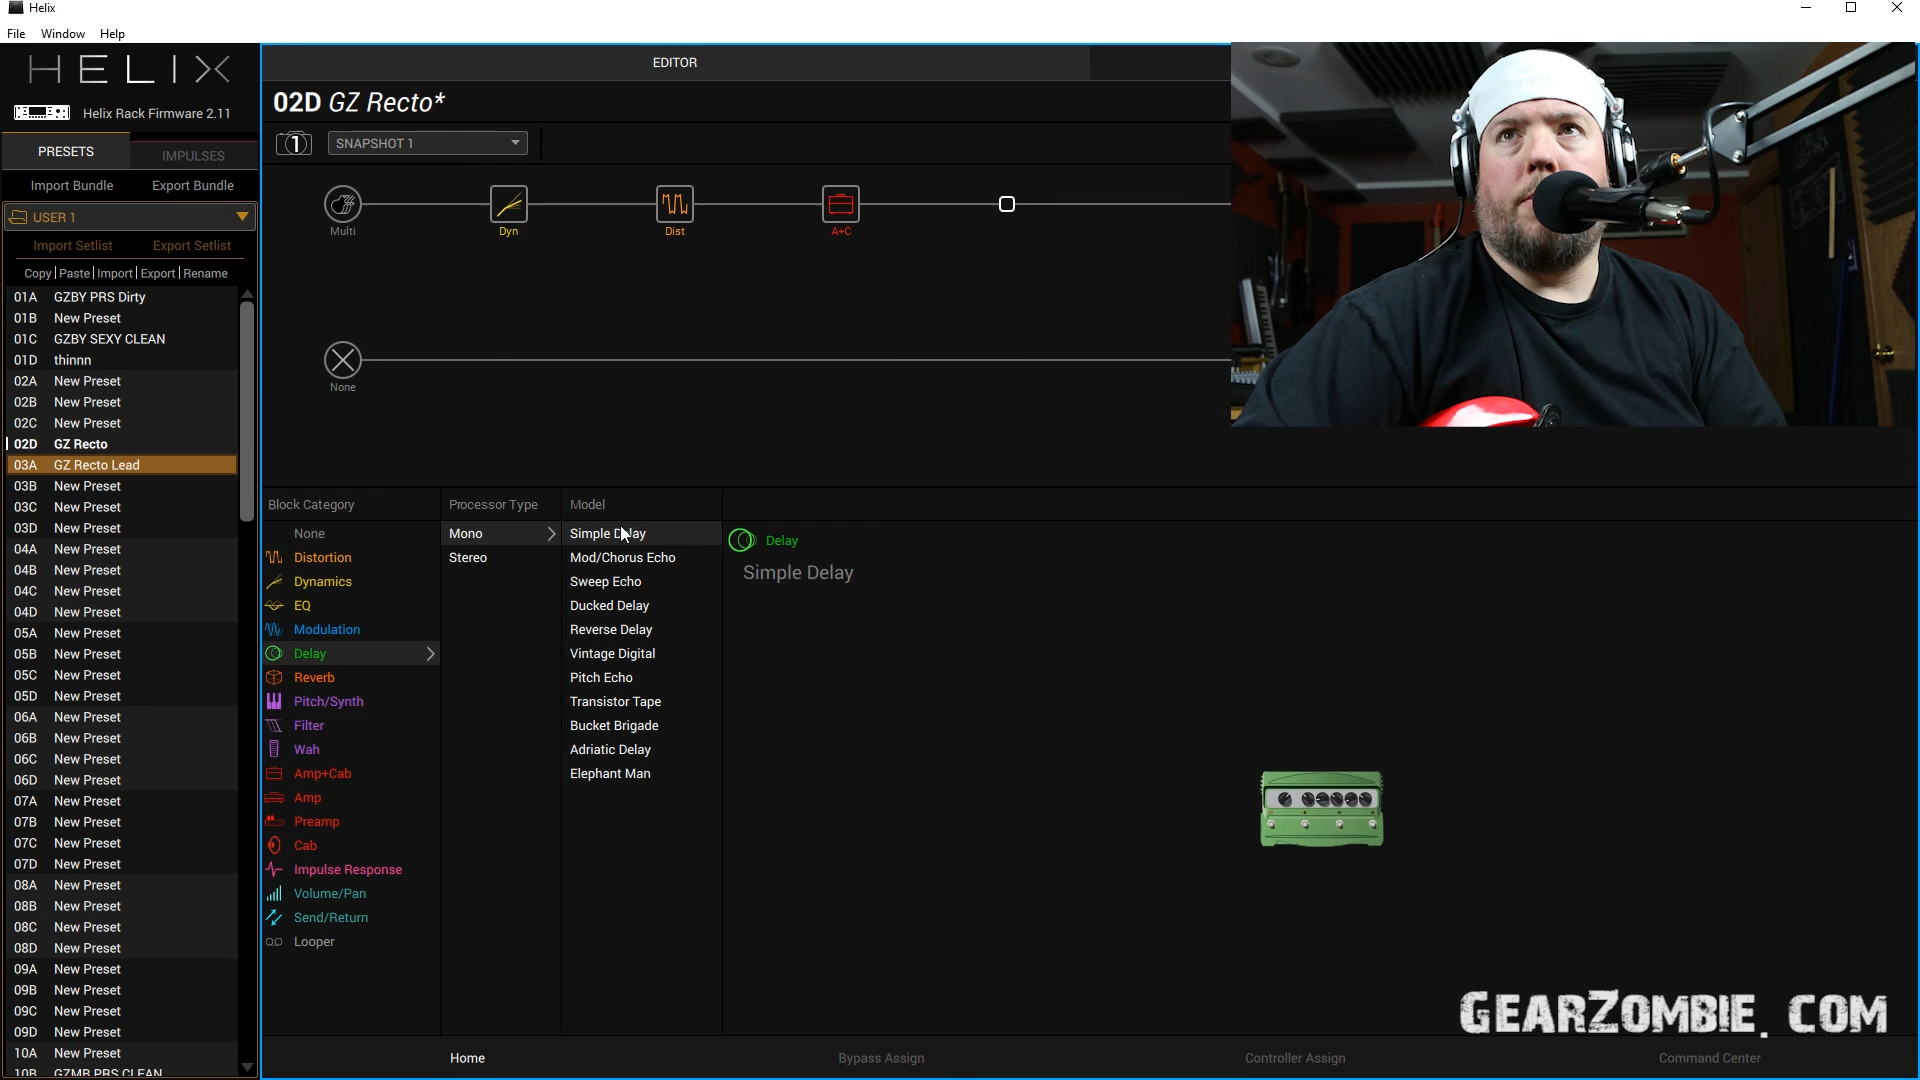 Helix
File Window Help
HELIX
Helix Rack Firmware 2.11
PRESETS IMPULSES
Import Bundle Export Bundle
USER 1
Import Setlist Export Setlist
Copy | Paste | Import | Export | Rename
01A GZBY PRS Dirty
01B New Preset
01C GZBY SEXY CLEAN
01D thinnn
02A New Preset
02B New Preset
02C New Preset
02D GZ Recto
03A GZ Recto Lead
03B New Preset
03C New Preset
03D New Preset
04A New Preset
04B New Preset
04C New Preset
04D New Preset
05A New Preset
05B New Preset
05C New Preset
05D New Preset
06A New Preset
06B New Preset
06C New Preset
06D New Preset
07A New Preset
07B New Preset
07C New Preset
07D New Preset
08A New Preset
08B New Preset
08C New Preset
08D New Preset
09A New Preset
09B New Preset
09C New Preset
09D New Preset
10A New Preset
10B GZMB PRS CLEAN
EDITOR
02D GZ Recto*
1 SNAPSHOT 1
Multi Dyn Dist A+C
None
Block Category
None
Distortion
Dynamics
EQ
Modulation
Delay
Reverb
Pitch/Synth
Filter
Wah
Amp+Cab
Amp
Preamp
Cab
Impulse Response
Volume/Pan
Send/Return
Looper
Processor Type
Mono
Stereo
Model
Simple Delay
Mod/Chorus Echo
Sweep Echo
Ducked Delay
Reverse Delay
Vintage Digital
Pitch Echo
Transistor Tape
Bucket Brigade
Adriatic Delay
Elephant Man
Delay
Simple Delay
GEARZOMBIE.COM
Home Bypass Assign Controller Assign Command Center